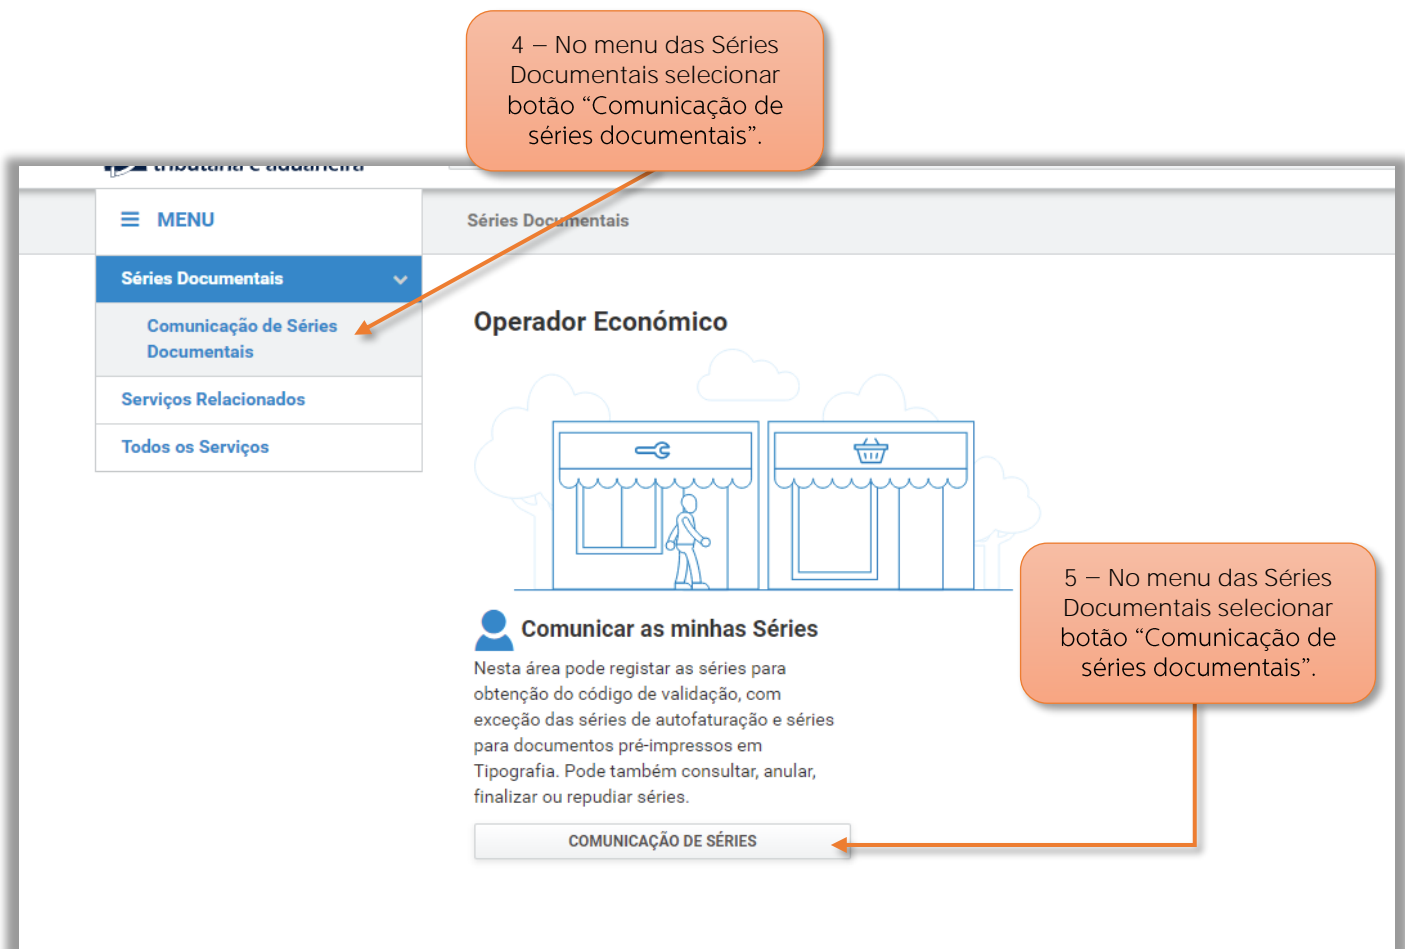 4 – No menu das Séries
Documentais selecionar
botão “Comunicação de
séries documentais”.
tributária e aduaneira
MENU
Séries Documentais
Séries Documentais
Comunicação de Séries
Documentais
Serviços Relacionados
Todos os Serviços
Operador Económico
5 – No menu das Séries
Documentais selecionar
botão “Comunicação de
séries documentais”.
Comunicar as minhas Séries
Nesta área pode registar as séries para
obtenção do código de validação, com
exceção das séries de autofaturação e séries
para documentos pré-impressos em
Tipografia. Pode também consultar, anular,
finalizar ou repudiar séries.
COMUNICAÇÃO DE SÉRIES